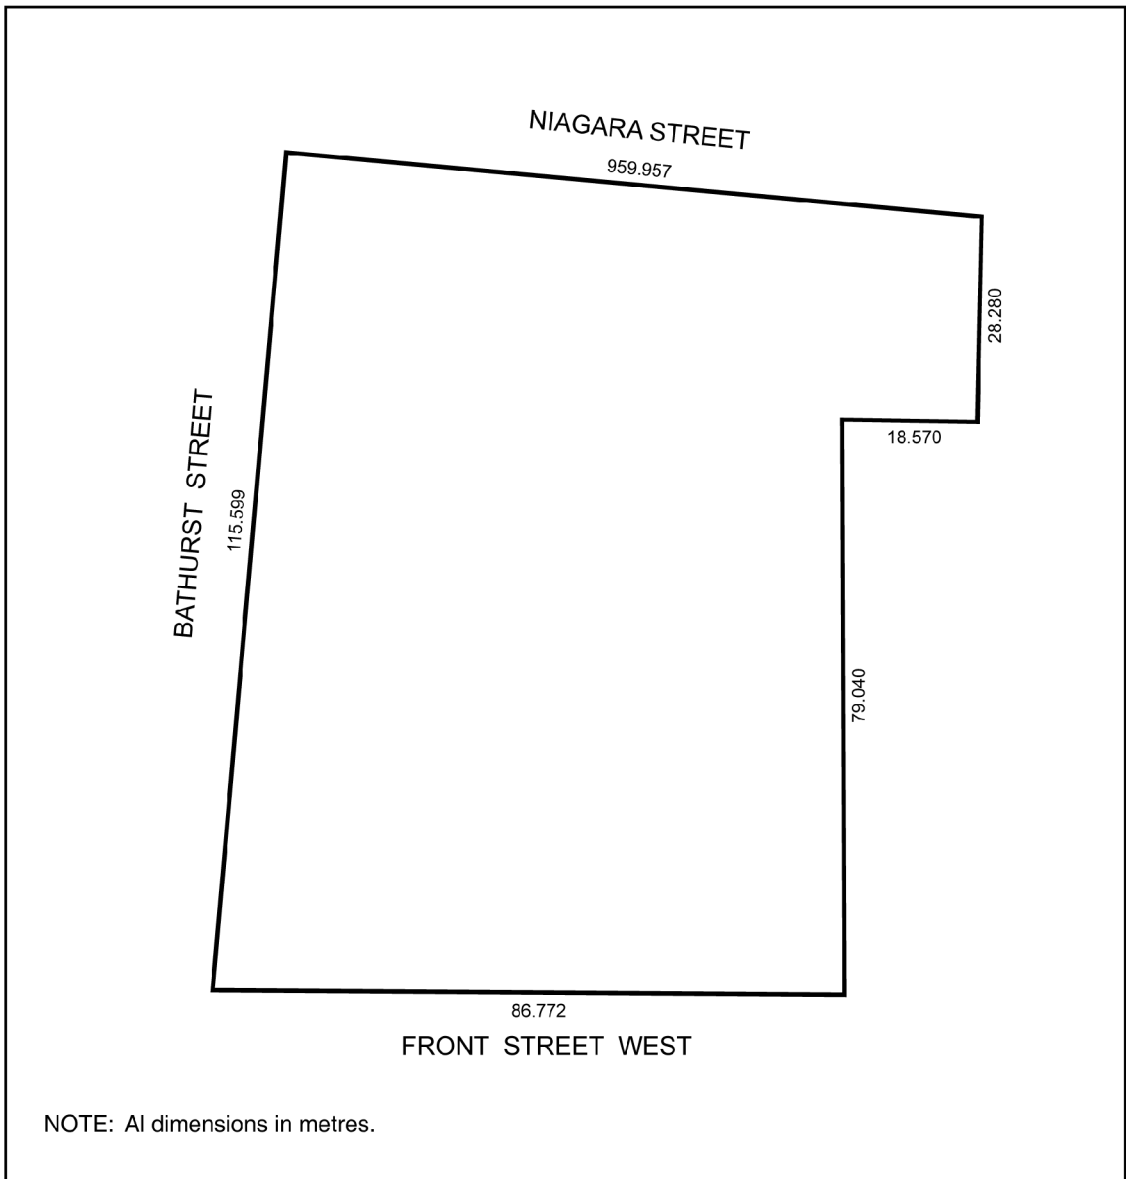 NIAGARA STREET
959.957
28.280
18.570
BATHURST STREET
115.599
79.040
86.772
FRONT STREET WEST
NOTE: Al dimensions in metres.